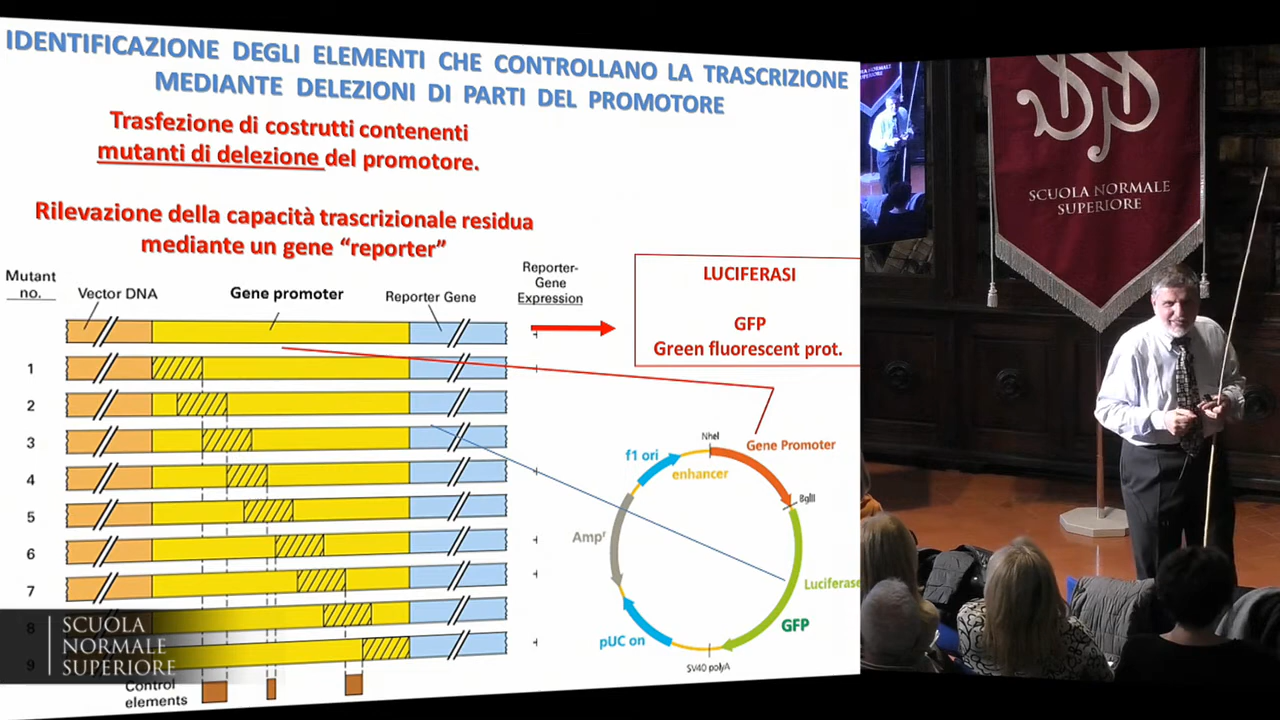 IDENTIFICAZIONE DEGLI ELEMENTI CHE CONTROLLANO LA TRASCRIZIONE
MEDIANTE DELEZIONI DI PARTI DEL PROMOTORE
Trasfezione di costrutti contenenti
mutanti di delezione del promotore.
Rilevazione della capacità trascrizionale residua
mediante un gene “reporter”
Mutant
no.
Vector DNA
Gene promoter
Reporter Gene
Reporter-
Gene
Expression
LUCIFERASI
GFP
Green fluorescent prot.
1
2
3
4
5
6
7
8
9
Control
elements
NheI
Gene Promoter
f1 ori
enhancer
BglII
Ampr
Luciferase
GFP
pUC ori
SV40 polyA
SCUOLA
NORMALE
SUPERIORE
SCUOLA NORMALE
SUPERIORE